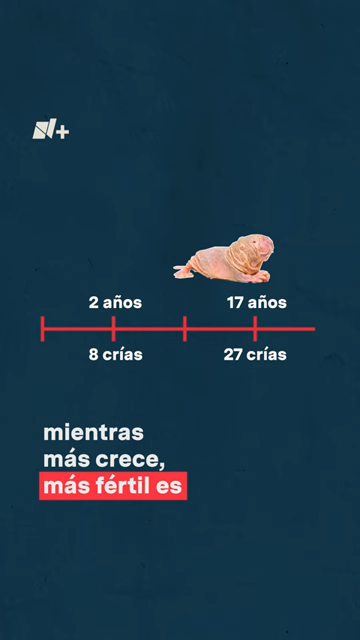 N+
2 años
17 años
8 crías
27 crías
mientras
más crece,
más fértil es